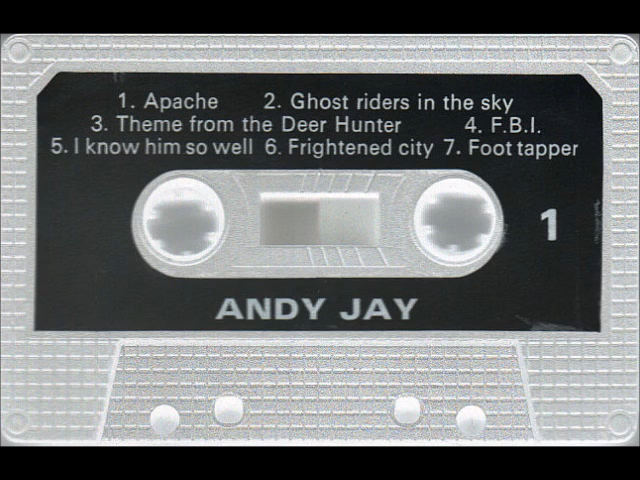 1. Apache 2. Ghost riders in the sky
3. Theme from the Deer Hunter 4. F.B.I.
5. I know him so well 6. Frightened city 7. Foot tapper
1
ANDY JAY